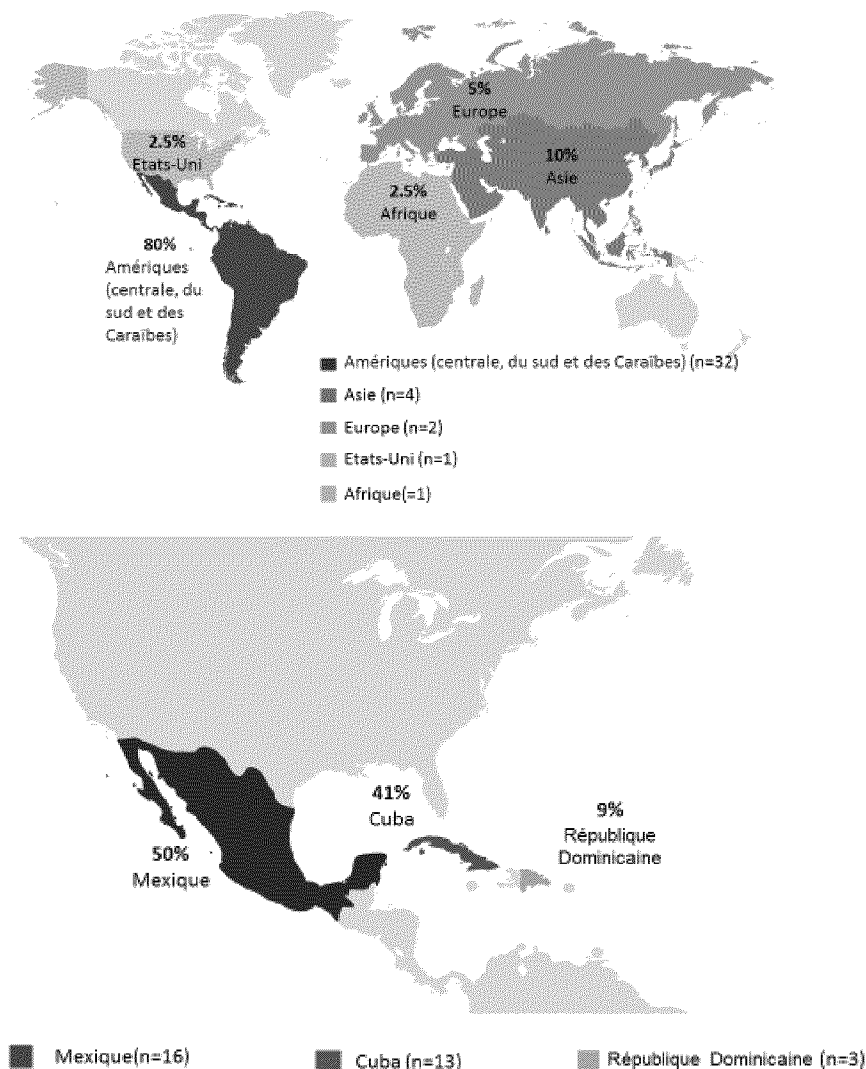 5%
Europe
2.5%
Etats-Uni
10%
Asie
2.5%
Afrique
80%
Amériques
(centrale, du
sud et des
Caraïbes)
Amériques (centrale, du sud et des Caraïbes) (n=32)
Asie (n=4)
Europe (n=2)
Etats-Uni (n=1)
Afrique(=1)
41%
Cuba
9%
République
Dominicaine
50%
Mexique
Mexique(n=16)
Cuba (n=13)
République Dominicaine (n=3)